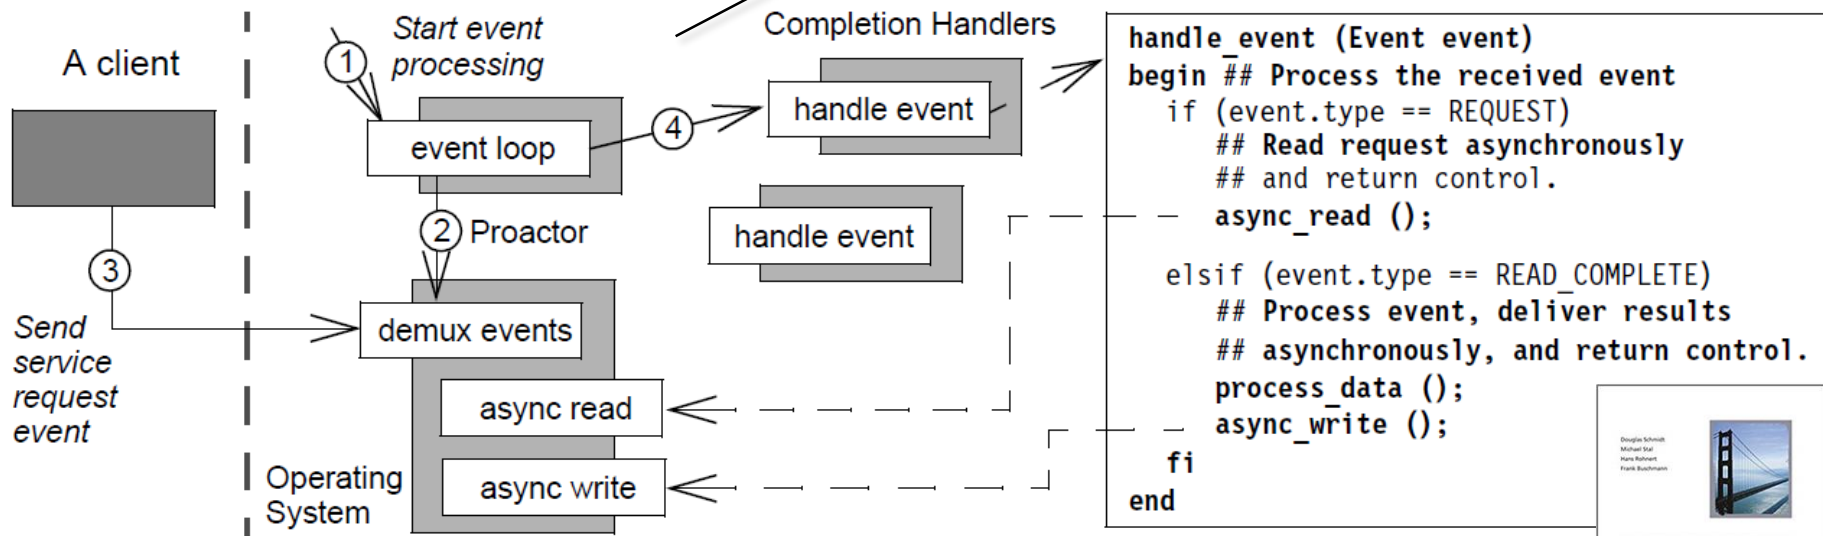 A client
Send
service
request
event
1
Start event
processing
event loop
4
2
Proactor
3
demux events
async read
async write
Operating
System
Completion Handlers
handle event
handle event
handle_event (Event event)
begin ## Process the received event
if (event.type == REQUEST)
## Read request asynchronously
## and return control.
async_read ();
elsif (event.type == READ_COMPLETE)
## Process event, deliver results
## asynchronously, and return control.
process_data ();
async_write ();
fi
end
Douglas Schmidt
Michael Stal
Hans Rohnert
Frank Buschmann